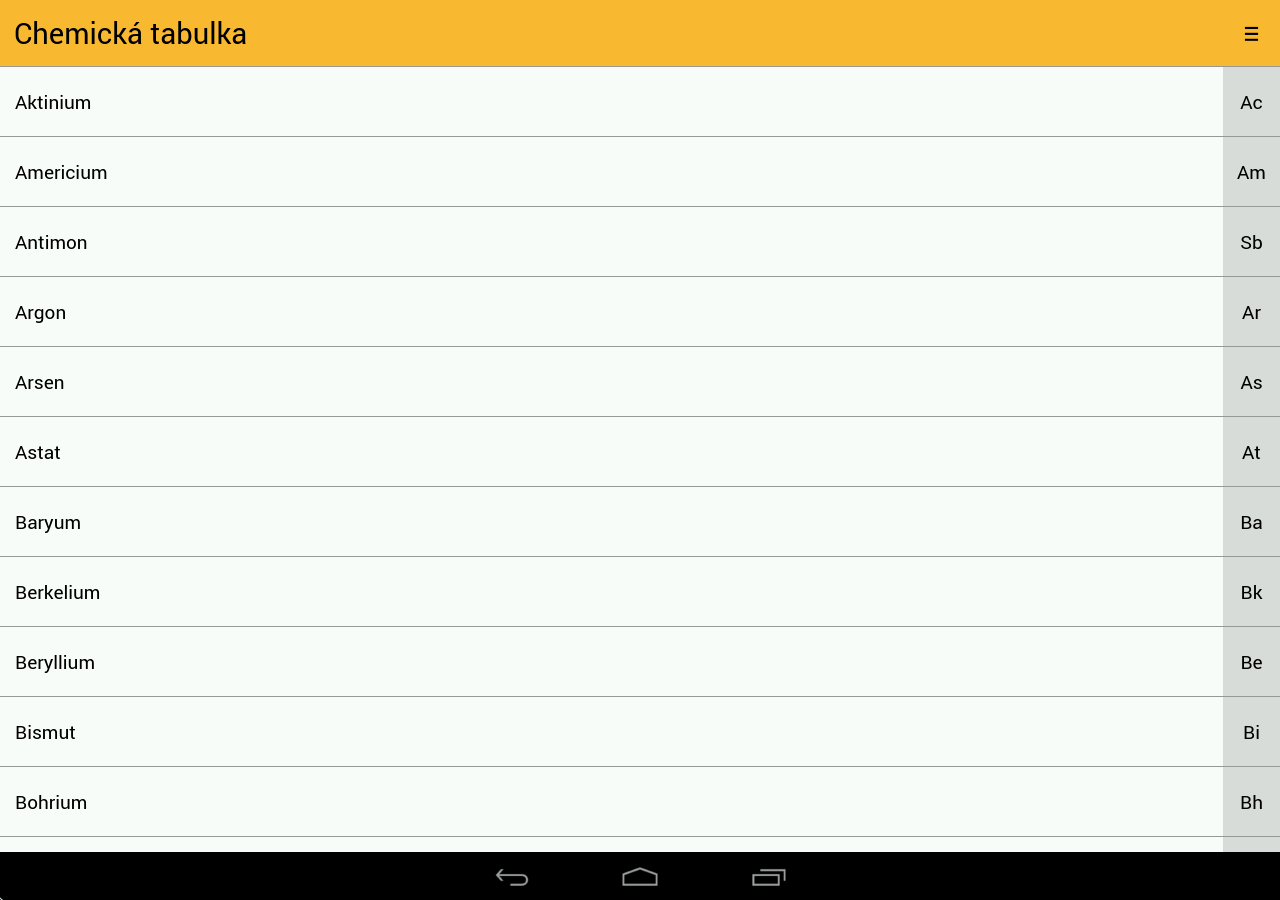 Chemická tabulka
Aktinium Ac
Americium Am
Antimon Sb
Argon Ar
Arsen As
Astat At
Baryum Ba
Berkelium Bk
Beryllium Be
Bismut Bi
Bohrium Bh